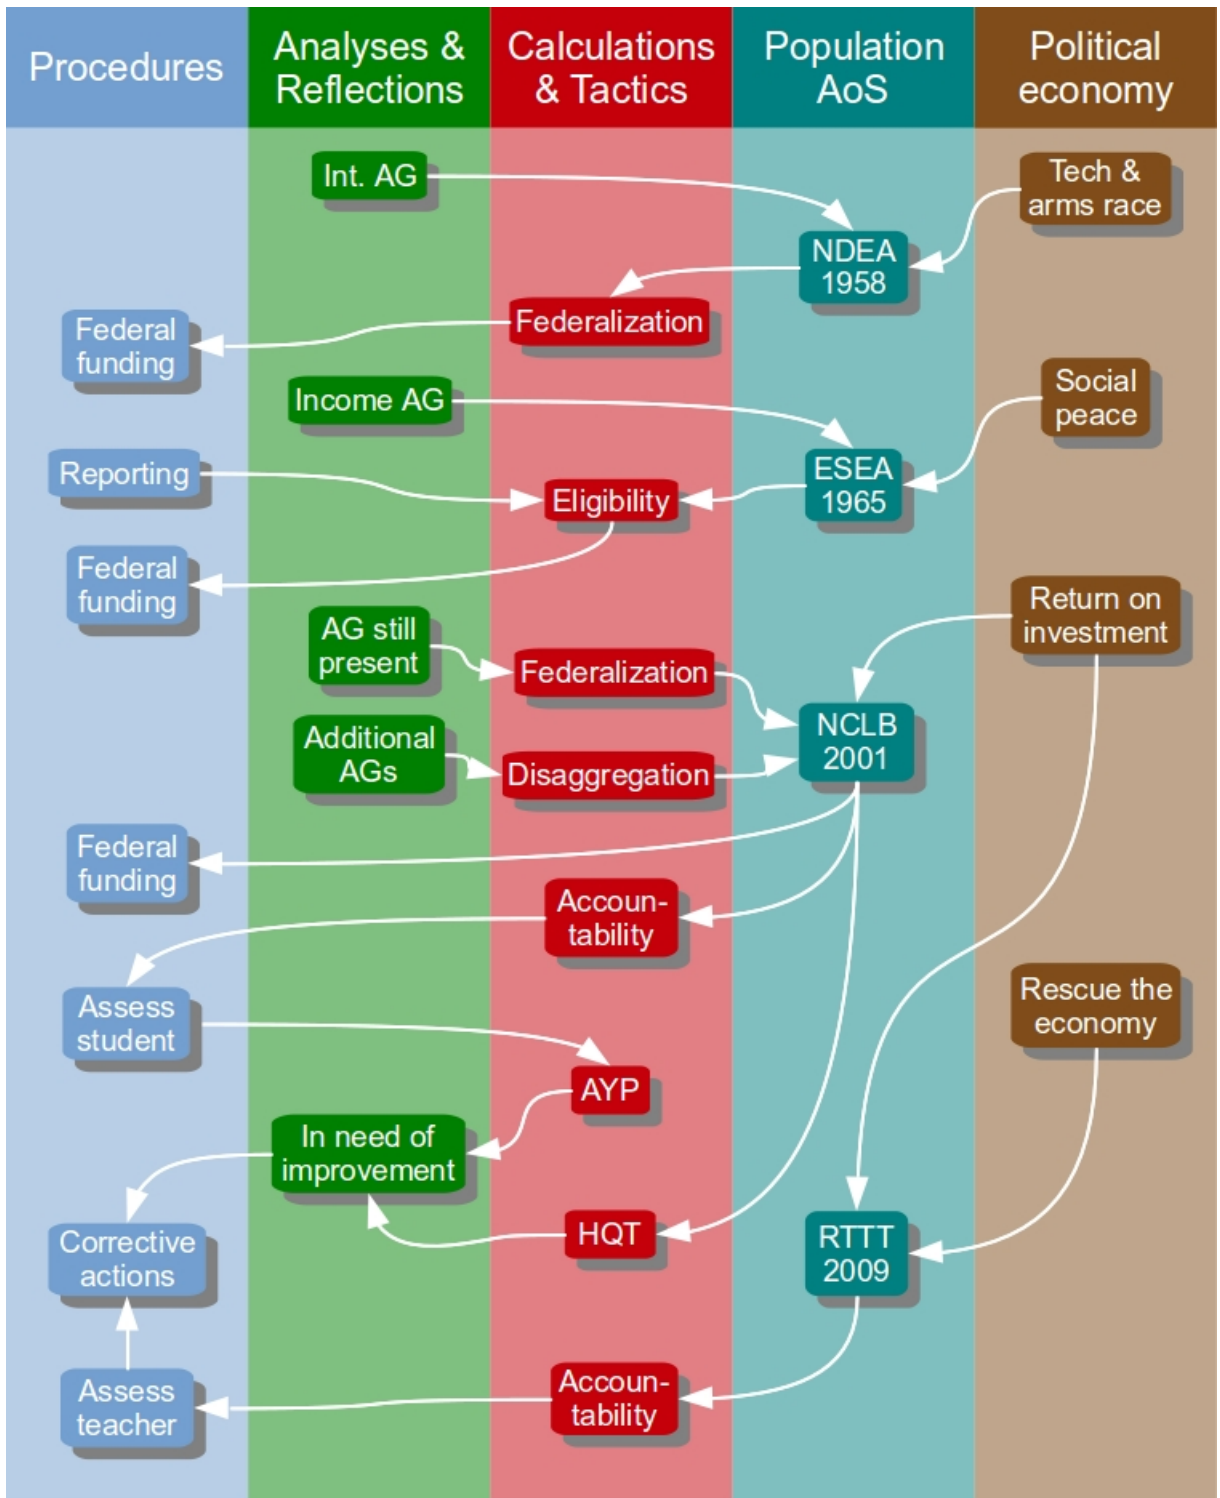 Procedures
Analyses &
Reflections
Calculations
& Tactics
Population
AoS
Political
economy
Int. AG
Tech &
arms race
NDEA
1958
Federalization
Federal
funding
Income AG
Social
peace
Reporting
Eligibility
ESEA
1965
Federal
funding
AG still
present
Federalization
Return on
investment
Additional
AGs
Disaggregation
NCLB
2001
Federal
funding
Accoun-
tability
Assess
student
Rescue the
economy
AYP
In need of
improvement
Corrective
actions
HQT
RTTT
2009
Assess
teacher
Accoun-
tability